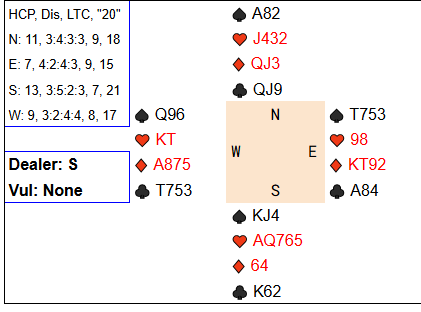 HCP, Dis, LTC, "20"
N: 11, 3:4:3:3, 9, 18
E: 7, 4:2:4:3, 9, 15
S: 13, 3:5:2:3, 7, 21
W: 9, 3:2:4:4, 8, 17
Dealer: S
Vul: None
♠ A82
♥ J432
♦ QJ3
♣ QJ9
♠ Q96
♥ KT
♦ A875
♣ T753
N
W E
S
♠ T753
♥ 98
♦ KT92
♣ A84
♠ KJ4
♥ AQ765
♦ 64
♣ K62